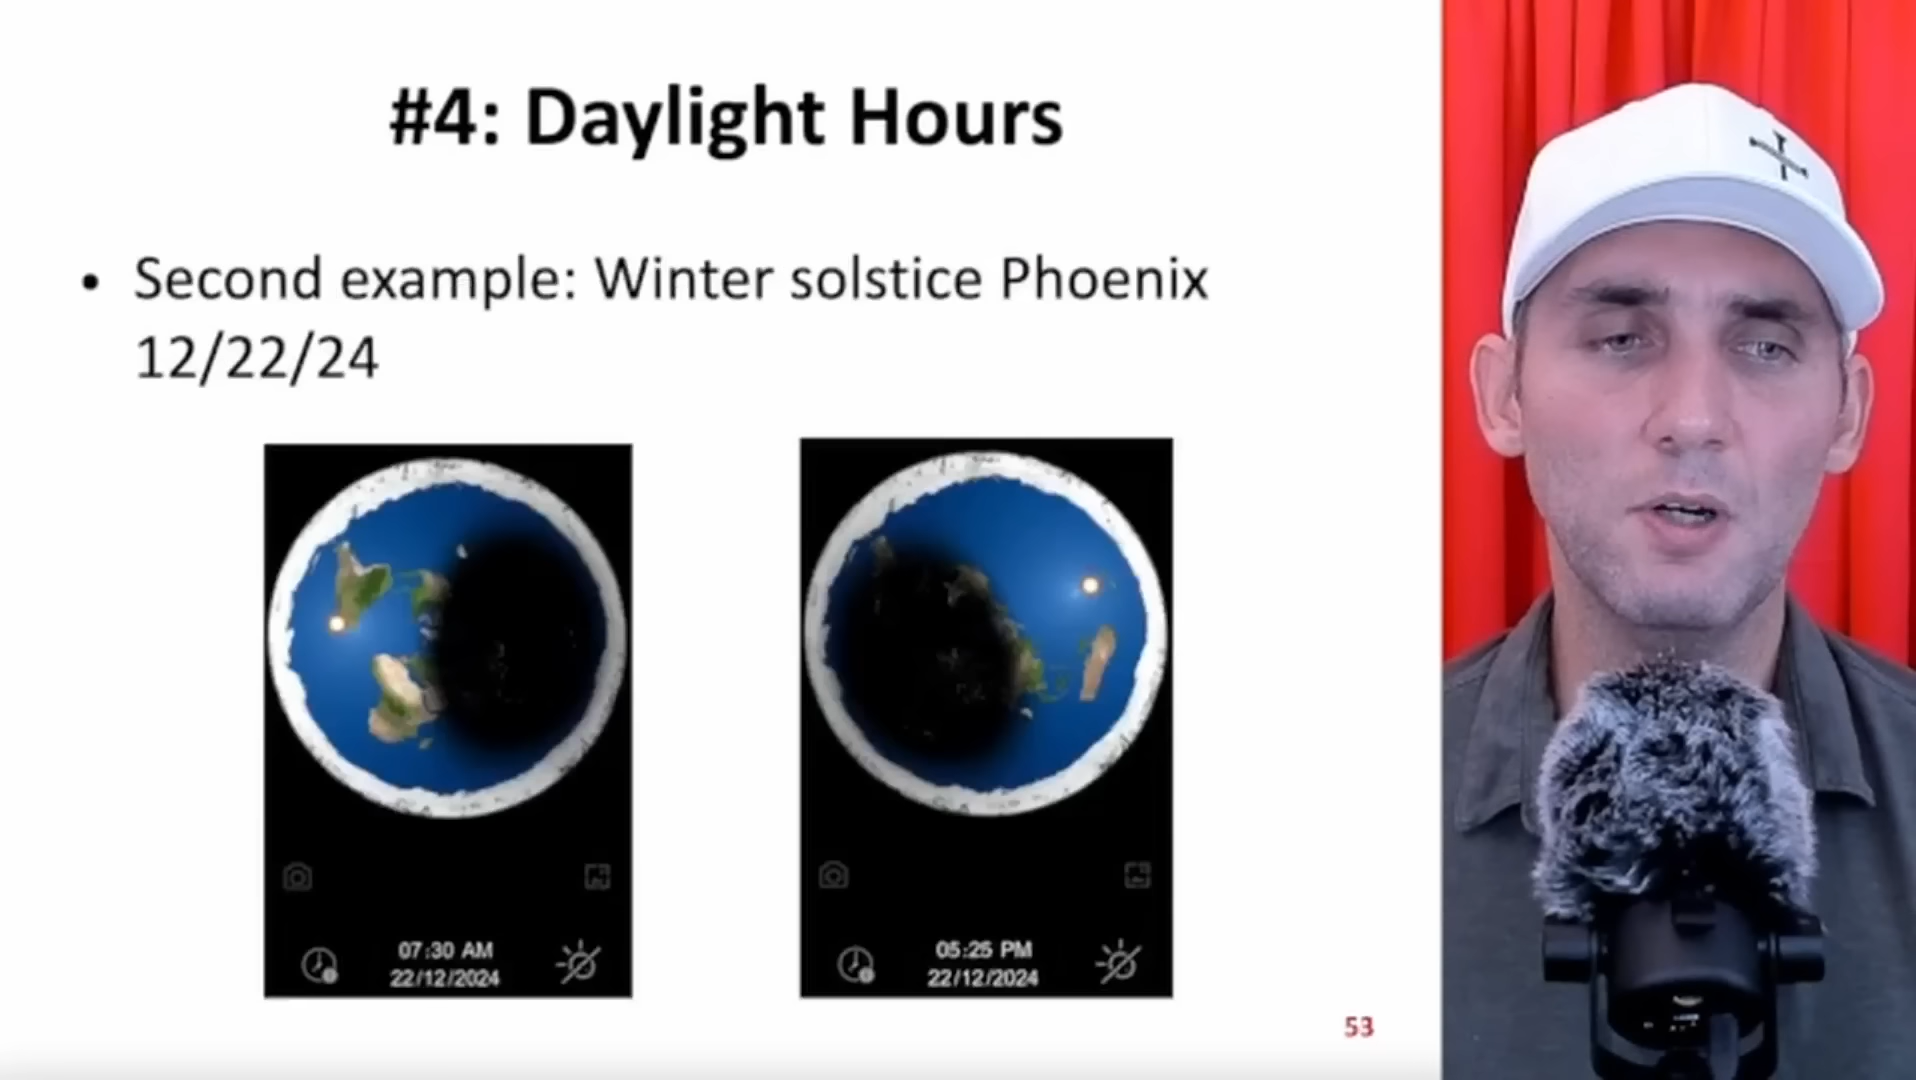 #4: Daylight Hours
• Second example: Winter solstice Phoenix
12/22/24
07:30 AM
22/12/2024
05:25 PM
22/12/2024
53